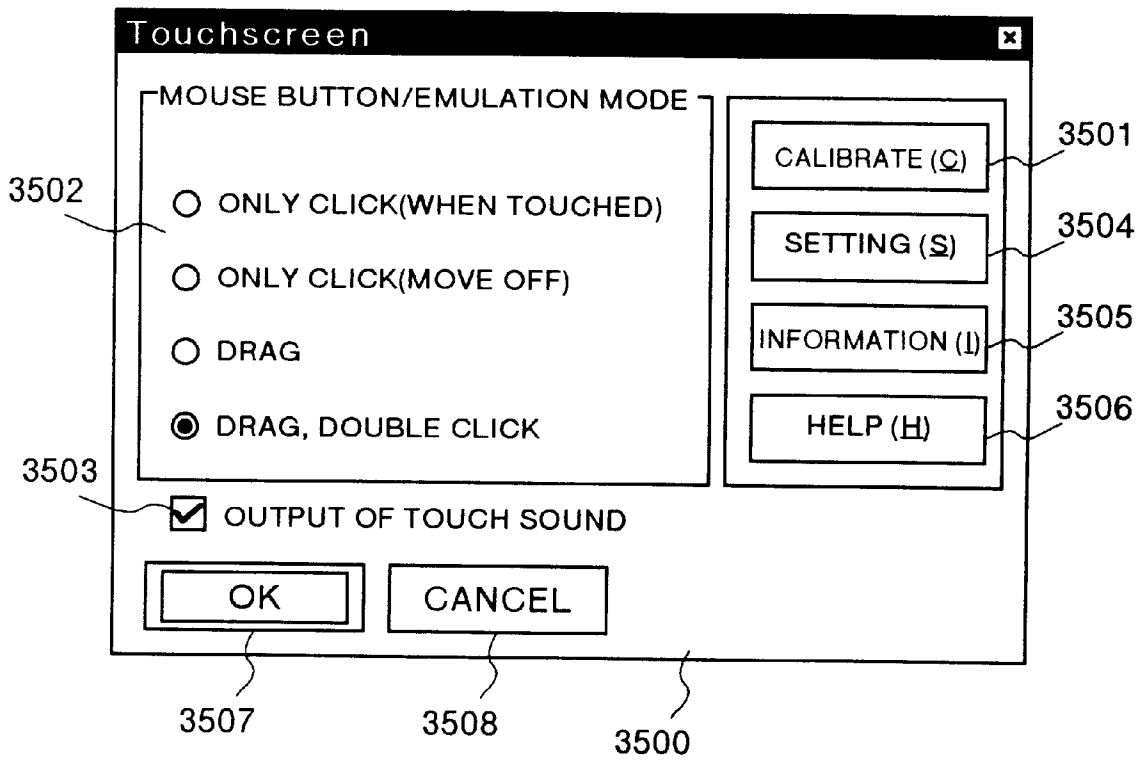 Touchscreen
MOUSE BUTTON/EMULATION MODE
3502
ONLY CLICK(WHEN TOUCHED)
ONLY CLICK(MOVE OFF)
DRAG
DRAG, DOUBLE CLICK
CALIBRATE (C)
3501
SETTING (S)
3504
INFORMATION (I)
3505
HELP (H)
3506
3503
OUTPUT OF TOUCH SOUND
OK
CANCEL
3507
3508
3500